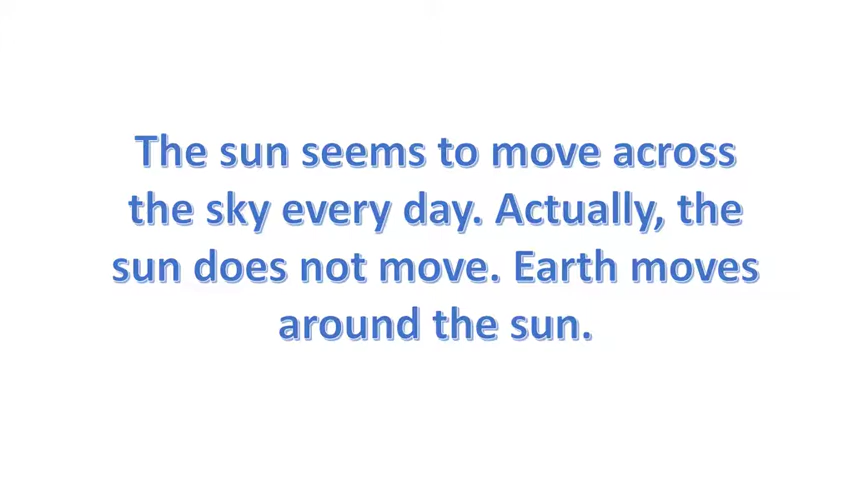 The sun seems to move across
the sky every day. Actually, the
sun does not move. Earth moves
around the sun.